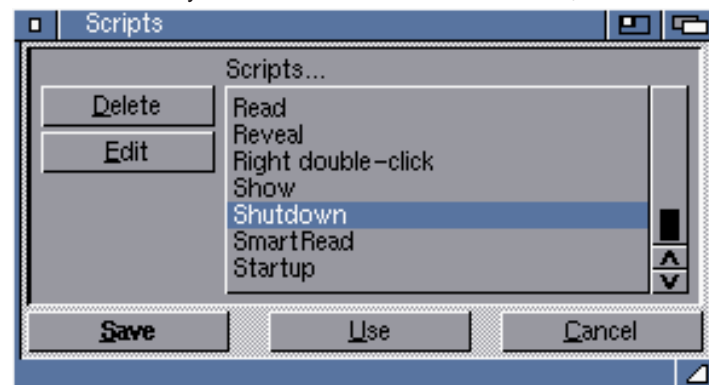 Scripts
Scripts...
Delete
Edit
Read
Reveal
Right double-click
Show
Shutdown
SmartRead
Startup
Save
Use
Cancel